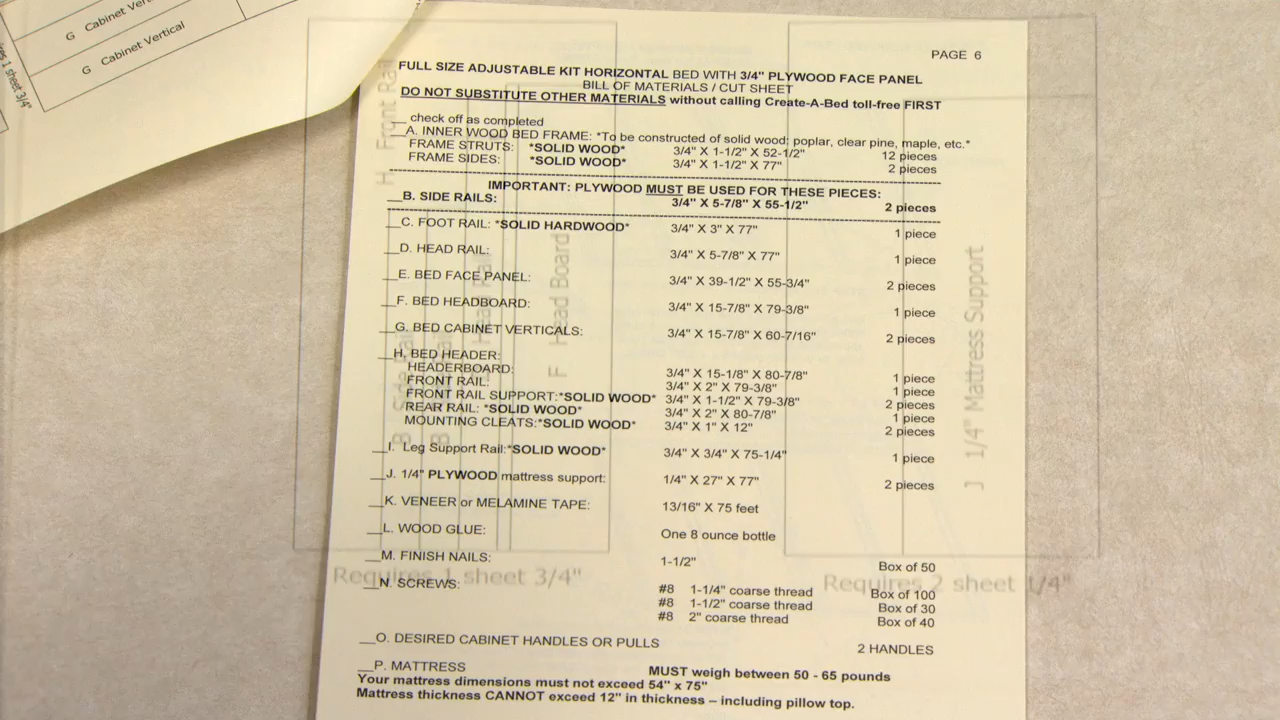 G Cabinet Vertical
G Cabinet Vertical
1 sheet 3/4"
PAGE 6
FULL SIZE ADJUSTABLE KIT HORIZONTAL BED WITH 3/4" PLYWOOD FACE PANEL
BILL OF MATERIALS / CUT SHEET
DO NOT SUBSTITUTE OTHER MATERIALS without calling Create-A-Bed toll-free FIRST
__ check off as completed
__A. INNER WOOD BED FRAME: *To be constructed of solid wood; poplar, clear pine, maple, etc.*
FRAME STRUTS: *SOLID WOOD* 3/4" X 1-1/2" X 52-1/2" 12 pieces
FRAME SIDES: *SOLID WOOD* 3/4" X 1-1/2" X 77" 2 pieces
IMPORTANT: PLYWOOD MUST BE USED FOR THESE PIECES:
__B. SIDE RAILS: 3/4" X 5-7/8" X 55-1/2" 2 pieces
__C. FOOT RAIL: *SOLID HARDWOOD* 3/4" X 3" X 77" 1 piece
__D. HEAD RAIL: 3/4" X 5-7/8" X 77" 1 piece
__E. BED FACE PANEL: 3/4" X 39-1/2" X 55-3/4" 2 pieces
__F. BED HEADBOARD: 3/4" X 15-7/8" X 79-3/8" 1 piece
__G. BED CABINET VERTICALS: 3/4" X 15-7/8" X 60-7/16" 2 pieces
__H. BED HEADER:
HEADERBOARD: 3/4" X 15-1/8" X 80-7/8" 1 piece
FRONT RAIL: 3/4" X 2" X 79-3/8" 1 piece
FRONT RAIL SUPPORT:*SOLID WOOD* 3/4" X 1-1/2" X 79-3/8" 2 pieces
REAR RAIL: *SOLID WOOD* 3/4" X 2" X 80-7/8" 1 piece
MOUNTING CLEATS:*SOLID WOOD* 3/4" X 1" X 12" 2 pieces
__I. Leg Support Rail:*SOLID WOOD* 3/4" X 3/4" X 75-1/4" 1 piece
__J. 1/4" PLYWOOD mattress support: 1/4" X 27" X 77" 2 pieces
__K. VENEER or MELAMINE TAPE: 13/16" X 75 feet
__L. WOOD GLUE: One 8 ounce bottle
__M. FINISH NAILS: 1-1/2" Box of 50
__N. SCREWS: #8 1-1/4" coarse thread Box of 100
#8 1-1/2" coarse thread Box of 30
#8 2" coarse thread Box of 40
__O. DESIRED CABINET HANDLES OR PULLS 2 HANDLES
__P. MATTRESS MUST weigh between 50 - 65 pounds
Your mattress dimensions must not exceed 54" x 75"
Mattress thickness CANNOT exceed 12" in thickness – including pillow top.
H Front Rail
Head Rail
F Head Board
B Side Rail
B
J 1/4" Mattress Support
Requires 1 sheet 3/4"
Requires 2 sheet 1/4"